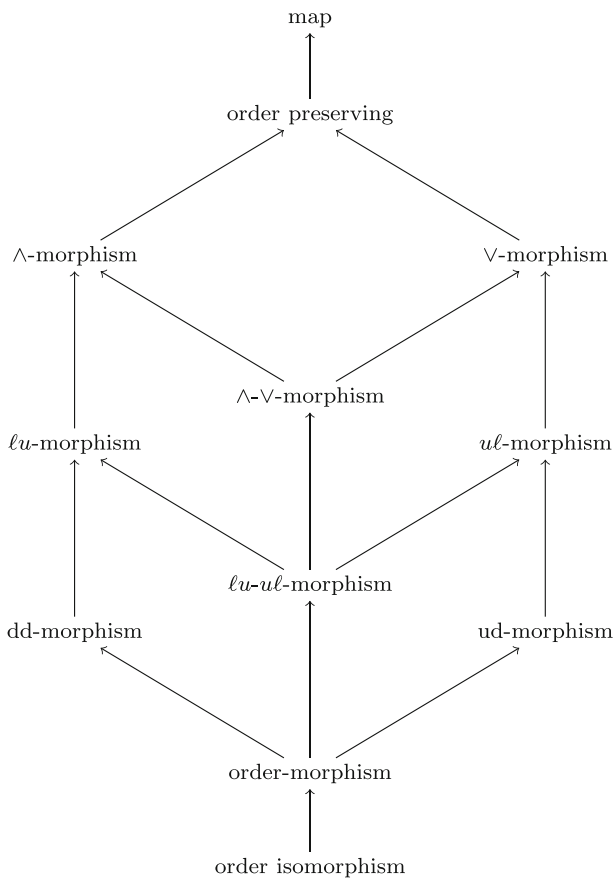 map
order preserving
∧-morphism
∨-morphism
∧-∨-morphism
ℓu-morphism
uℓ-morphism
ℓu-uℓ-morphism
dd-morphism
ud-morphism
order-morphism
order isomorphism